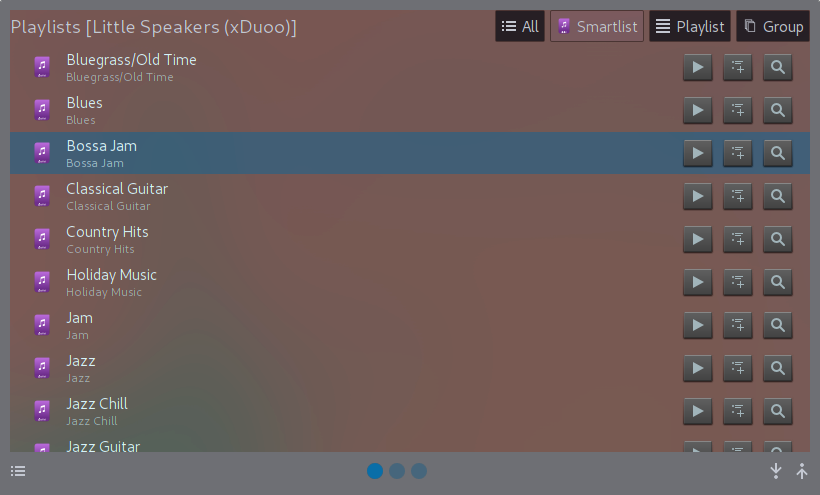 Playlists [Little Speakers (xDuoo)]
All
Smartlist
Playlist
Group
Bluegrass/Old Time
Bluegrass/Old Time
Blues
Blues
Bossa Jam
Bossa Jam
Classical Guitar
Classical Guitar
Country Hits
Country Hits
Holiday Music
Holiday Music
Jam
Jam
Jazz
Jazz
Jazz Chill
Jazz Chill
Jazz Guitar